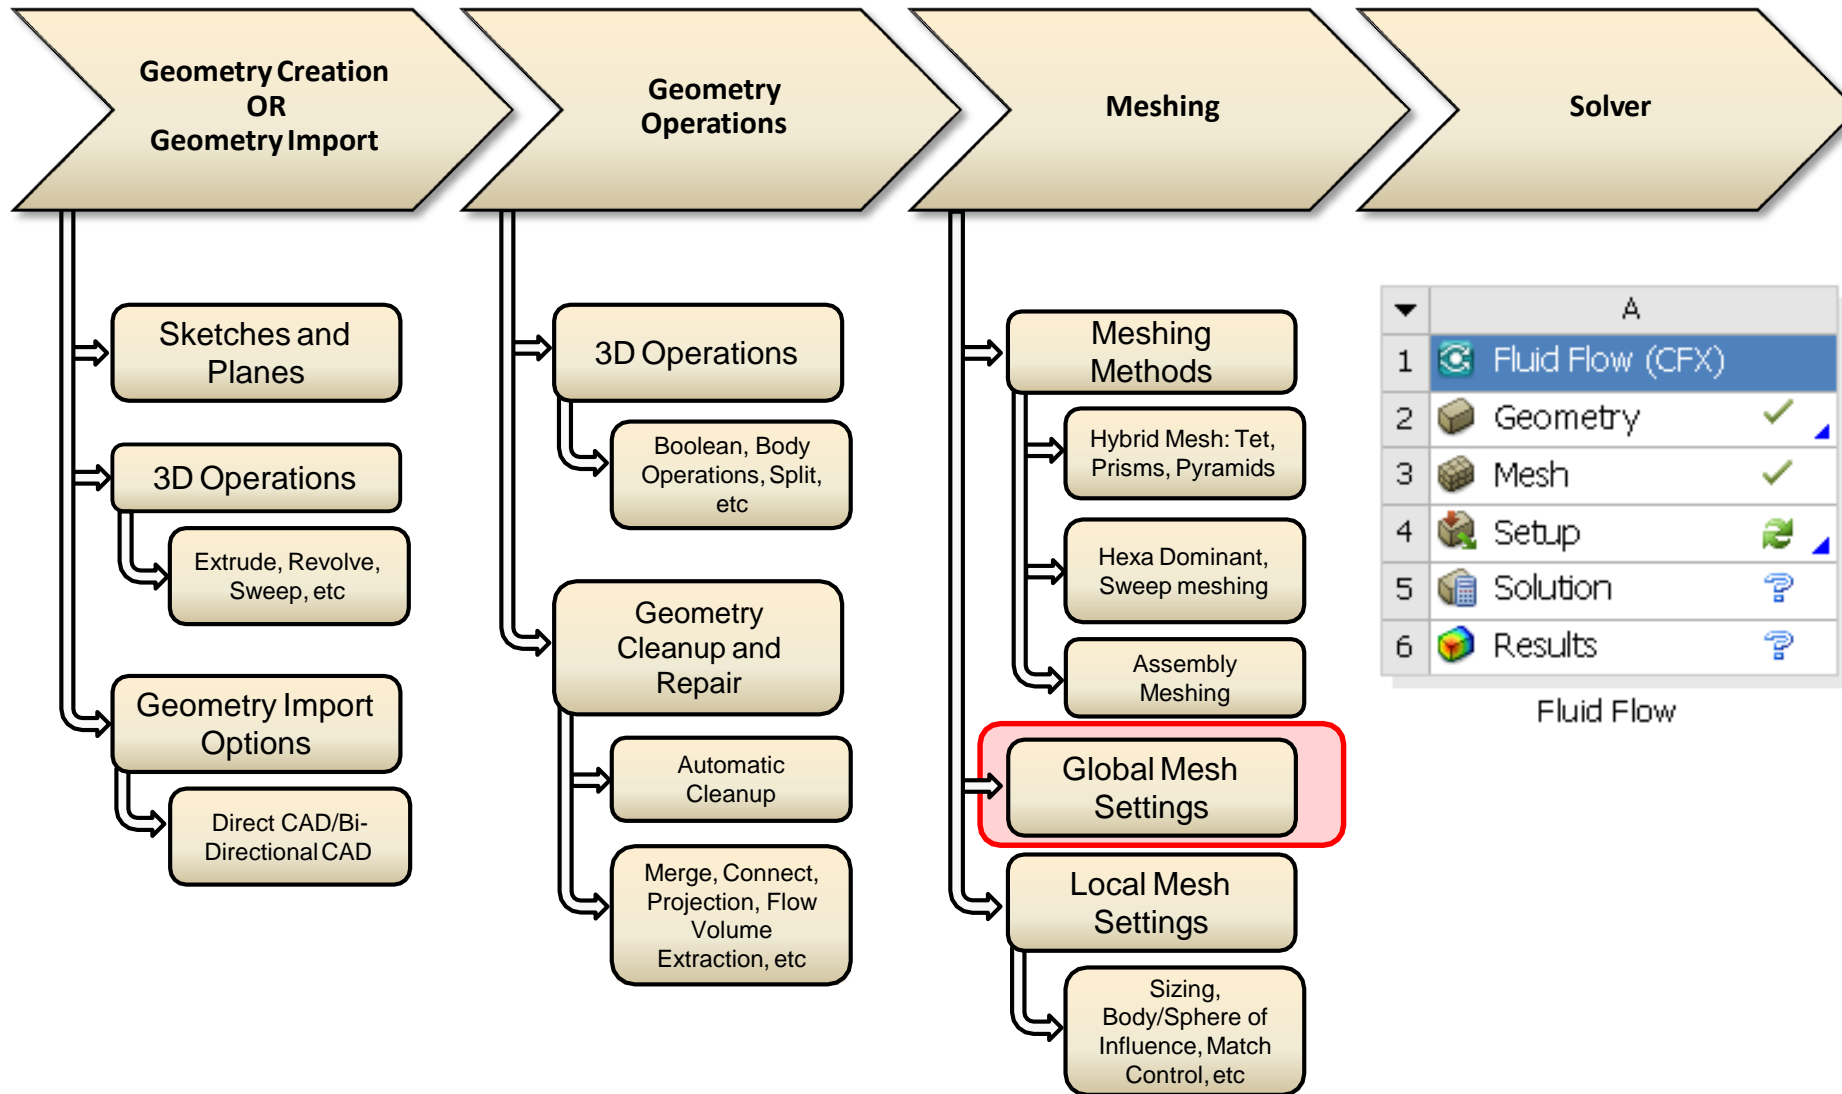 Geometry Creation
OR
Geometry Import
Geometry
Operations
Meshing
Solver
Sketches and
Planes
3D Operations
Extrude, Revolve,
Sweep, etc
Geometry Import
Options
Direct CAD/Bi-
Directional CAD
3D Operations
Boolean, Body
Operations, Split,
etc
Geometry
Cleanup and
Repair
Automatic
Cleanup
Merge, Connect,
Projection, Flow
Volume
Extraction, etc
Meshing
Methods
Hybrid Mesh: Tet,
Prisms, Pyramids
Hexa Dominant,
Sweep meshing
Assembly
Meshing
Global Mesh
Settings
Local Mesh
Settings
Sizing,
Body/Sphere of
Influence, Match
Control, etc
A
1 Fluid Flow (CFX)
2 Geometry
3 Mesh
4 Setup
5 Solution ?
6 Results ?
Fluid Flow